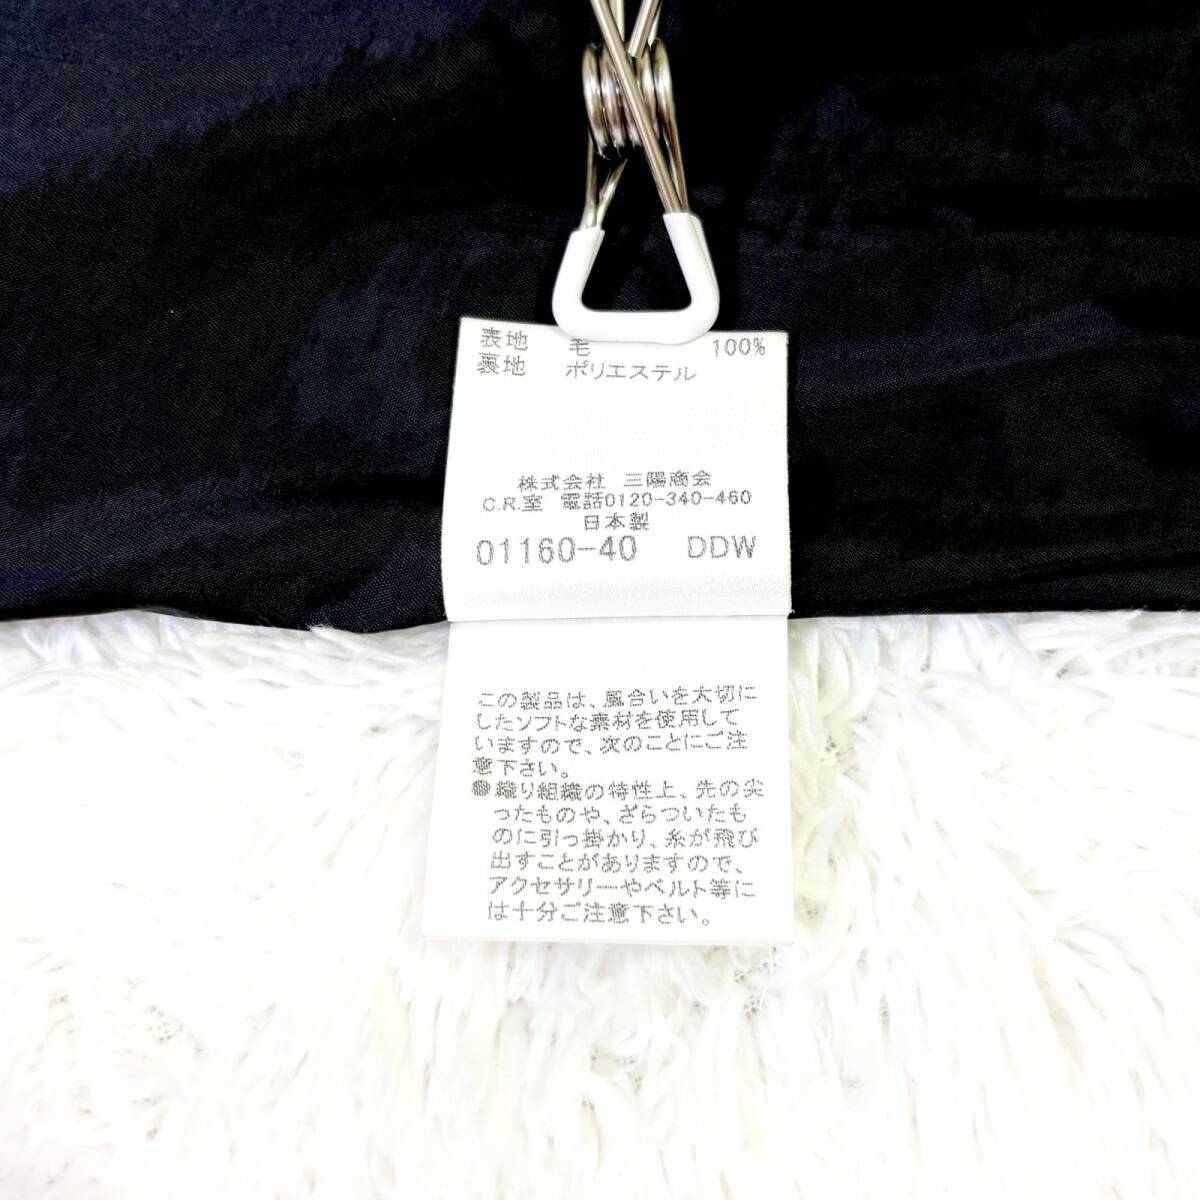 表地 毛 100%
裏地 ポリエステル
株式会社 三陽商会
C.R.室 電話0120-340-460
日本製
01160-40 DDW
この製品は、風合いを大切に
したソフトな素材を使用して
いますので、次のことにご注
意下さい。
●織り組織の特性上、先の尖
ったものや、ざらついたも
のに引っ掛かり、糸が飛び
出すことがありますので、
アクセサリーやベルト等に
は十分ご注意下さい。